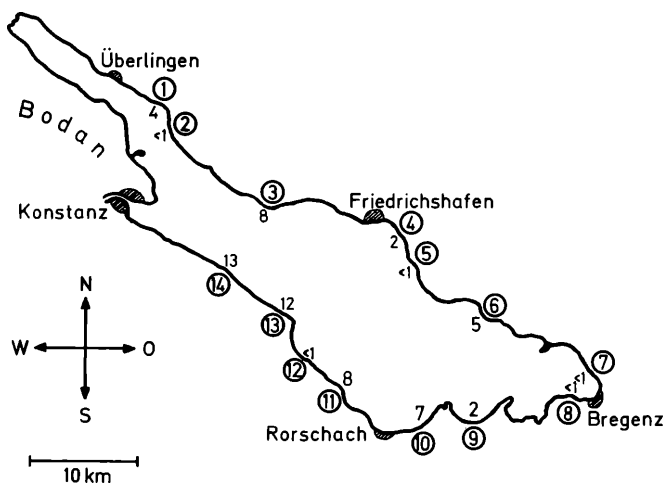 Überlingen
①
4
②
<1
Bodan
③
8
Friedrichshafen
④
2
⑤
<1
Konstanz
13
⑭
12
⑬
⑥
5
N
W O
S
<1
⑫
8
⑪
⑦
<1
<1
⑧
Bregenz
7
⑩
2
⑨
Rorschach
10 km